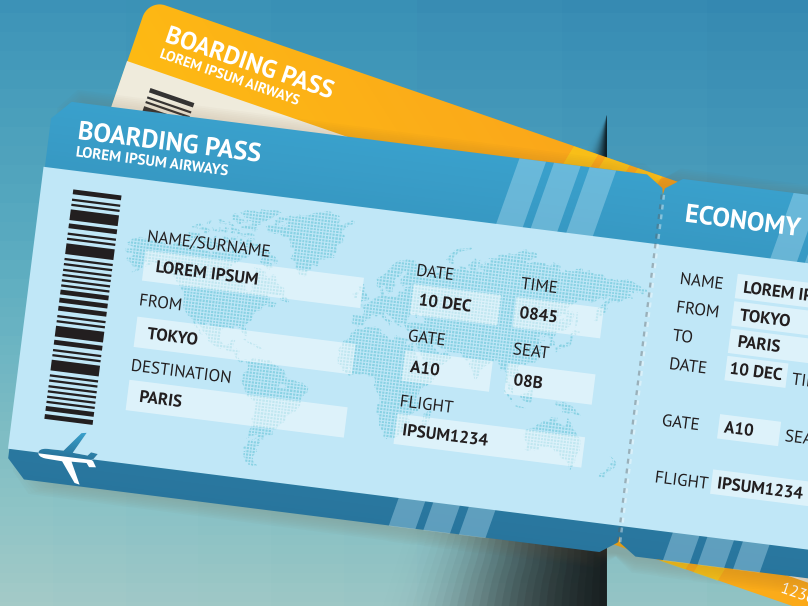 BOARDING PASS
LOREM IPSUM AIRWAYS
BOARDING PASS
LOREM IPSUM AIRWAYS
NAME/SURNAME
LOREM IPSUM
FROM
TOKYO
DESTINATION
PARIS
DATE
10 DEC
TIME
0845
GATE
A10
SEAT
08B
FLIGHT
IPSUM1234
ECONOMY
NAME LOREM
FROM TOKYO
TO PARIS
DATE 10 DEC
GATE A10
FLIGHT IPSUM1234